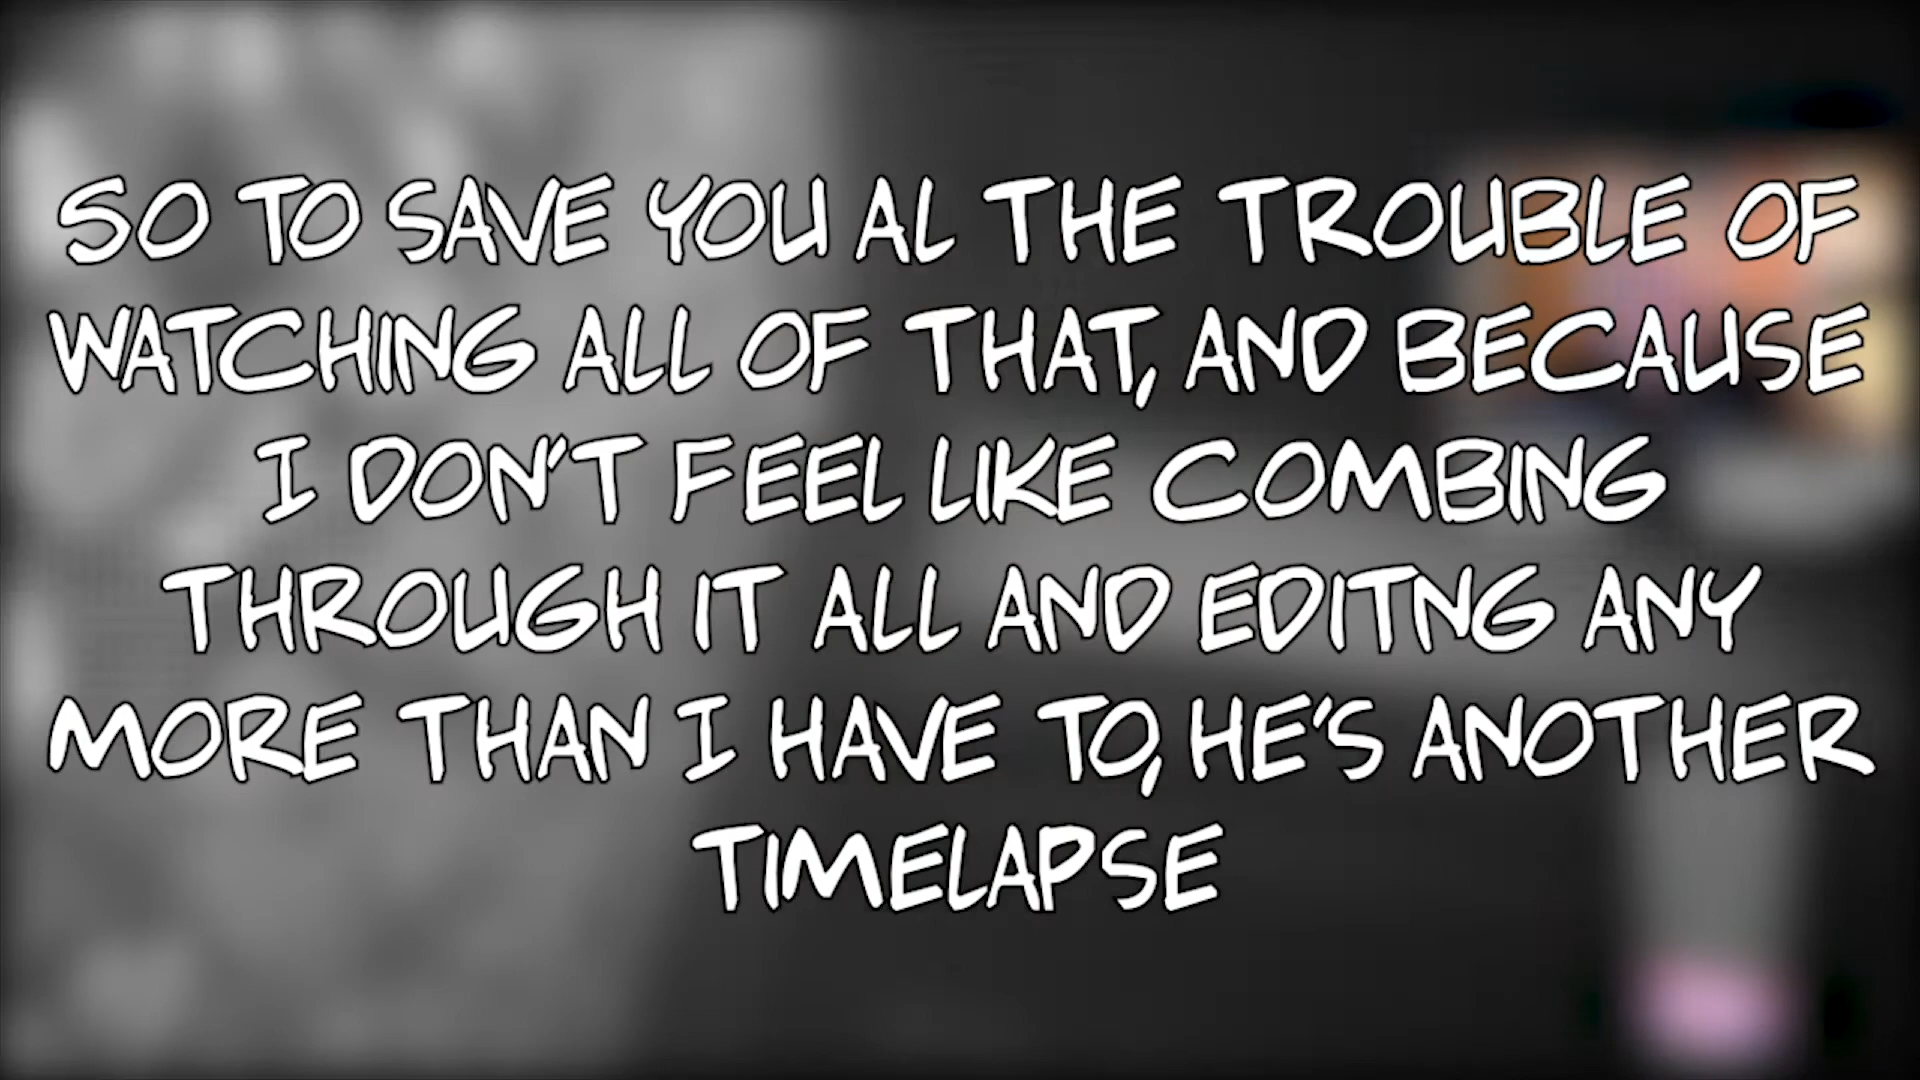 SO TO SAVE YOU AL THE TROUBLE OF
WATCHING ALL OF THAT, AND BECAUSE
I DON'T FEEL LIKE COMBING
THROUGH IT ALL AND EDITNG ANY
MORE THAN I HAVE TO, HE'S ANOTHER
TIMELAPSE